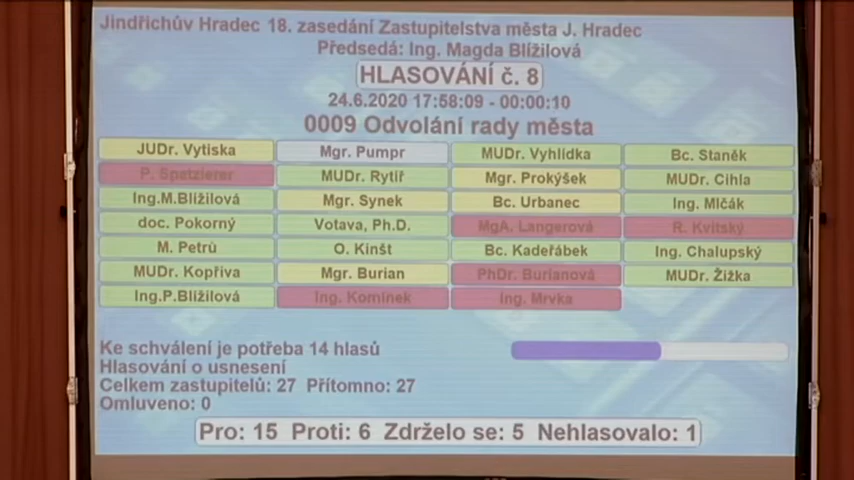 Jindřichův Hradec 18. zasedání Zastupitelstva města J. Hradec
Předsedá: Ing. Magda Blížilová
HLASOVÁNÍ č. 8
24.6.2020 17:58:09 - 00:00:10
0009 Odvolání rady města
JUDr. Vytiska Mgr. Pumpr MUDr. Vyhlídka Bc. Staněk
P. Spatzierer MUDr. Rytíř Mgr. Prokýšek MUDr. Cihla
Ing.M.Blížilová Mgr. Synek Bc. Urbanec Ing. Mlčák
doc. Pokorný Votava, Ph.D. MgA. Langerová R. Kvitský
M. Petrů O. Kinšt Bc. Kadeřábek Ing. Chalupský
MUDr. Kopřiva Mgr. Burian PhDr. Burianová MUDr. Žižka
Ing.P.Blížilová Ing. Komínek Ing. Mrvka
Ke schválení je potřeba 14 hlasů
Hlasování o usnesení
Celkem zastupitelů: 27 Přítomno: 27
Omluveno: 0
Pro: 15 Proti: 6 Zdrželo se: 5 Nehlasovalo: 1